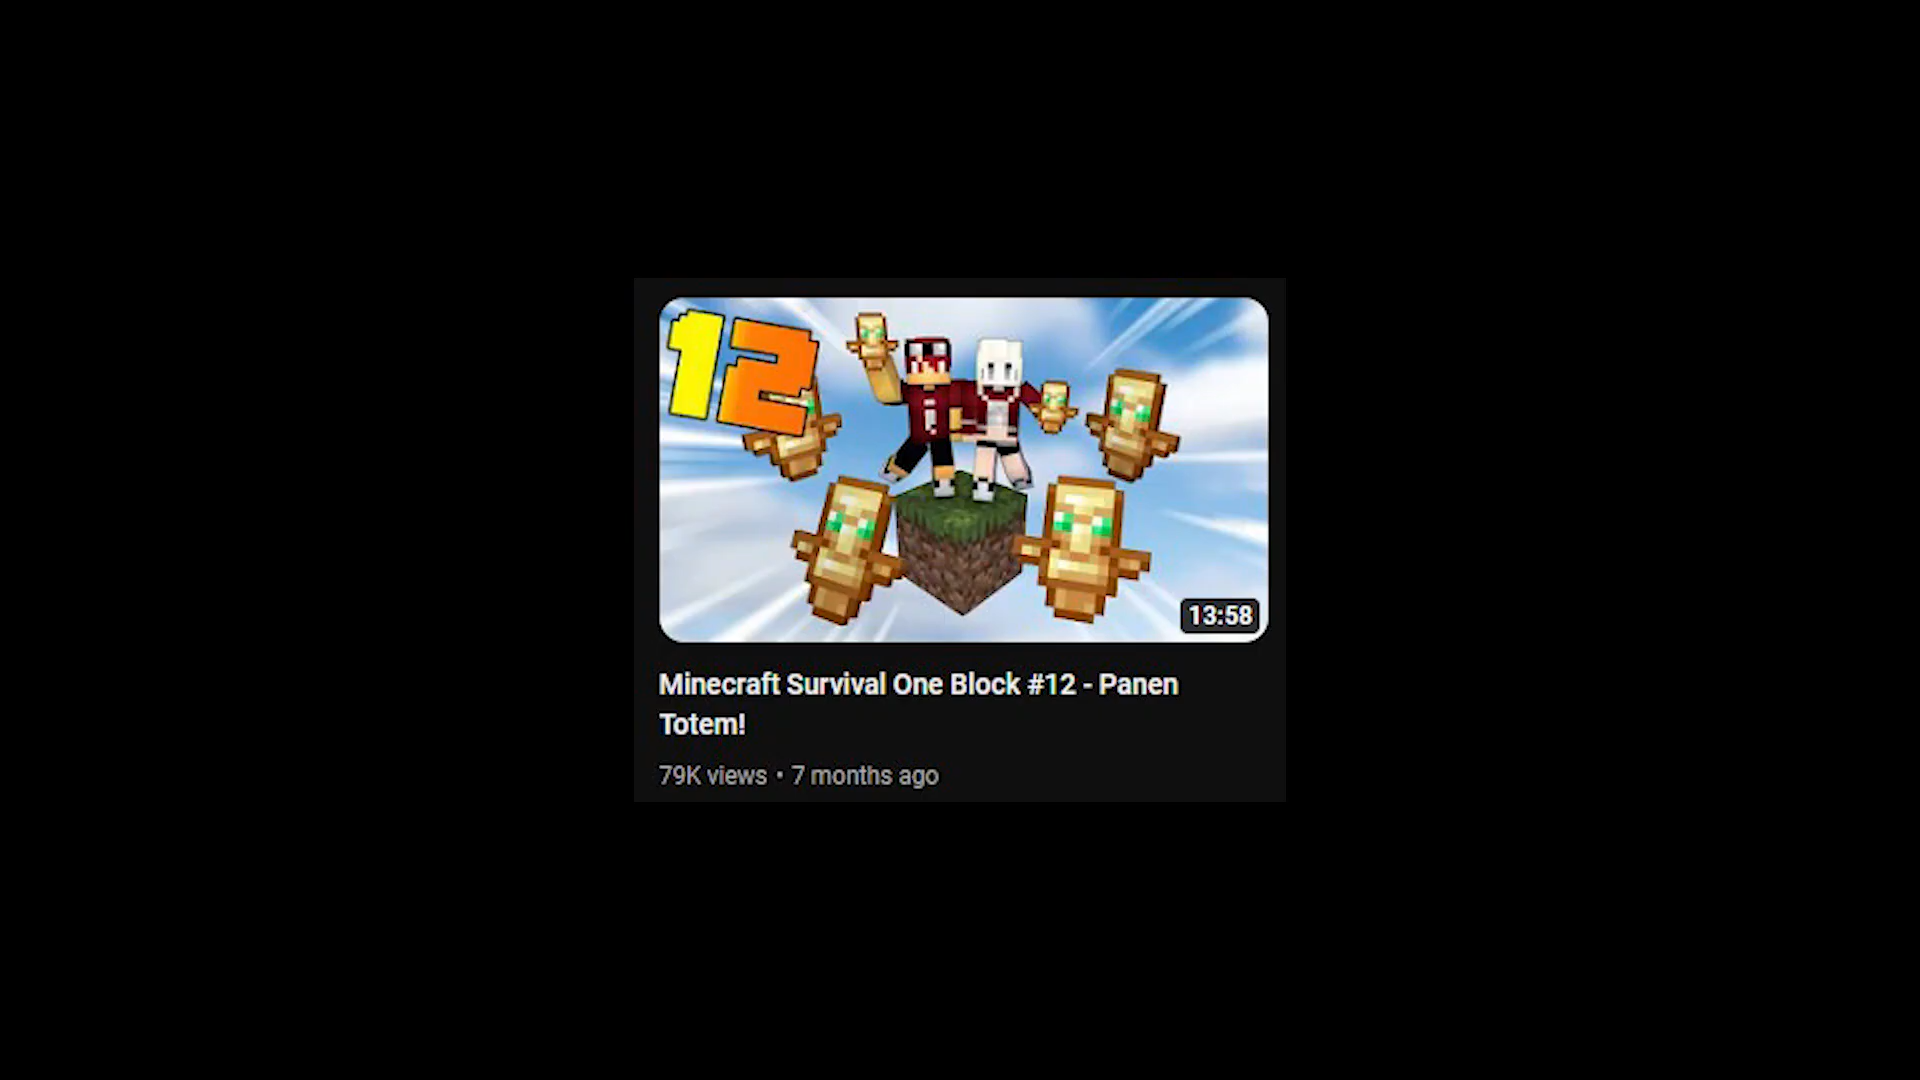 12
13:58
Minecraft Survival One Block #12 - Panen
Totem!
79K views • 7 months ago